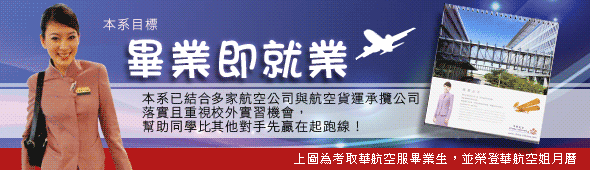 本系目標
畢業即就業
本系已結合多家航空公司與航空貨運承攬公司
落實且重視校外實習機會，
幫助同學比其他對手先贏在起跑線！
上圖為考取華航空服畢業生，並榮登華航空姐月曆